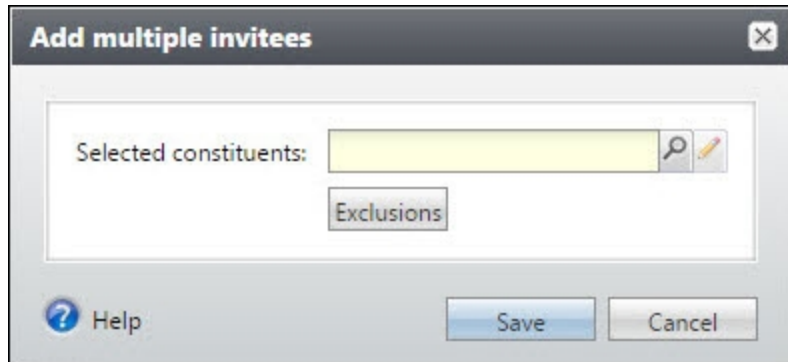 Add multiple invitees
Selected constituents:
Exclusions
Help
Save
Cancel